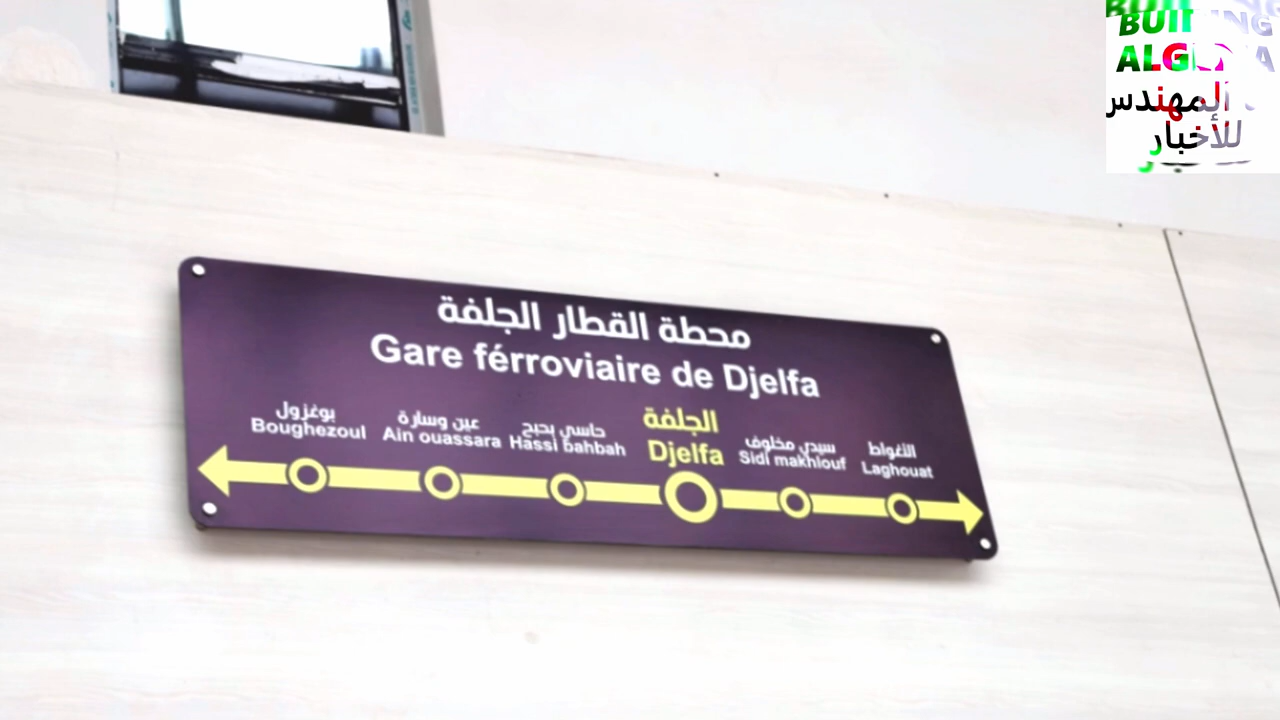 محطة القطار الجلفة
Gare férroviaire de Djelfa
بوغزول
Boughezoul
عين وسارة
Ain ouassara
حاسي بحبح
Hassi bahbah
الجلفة
Djelfa
سيدي مخلوف
Sidi makhlouf
الأغواط
Laghouat
BUILDING
ALGERIA
المهندس
للأخبار